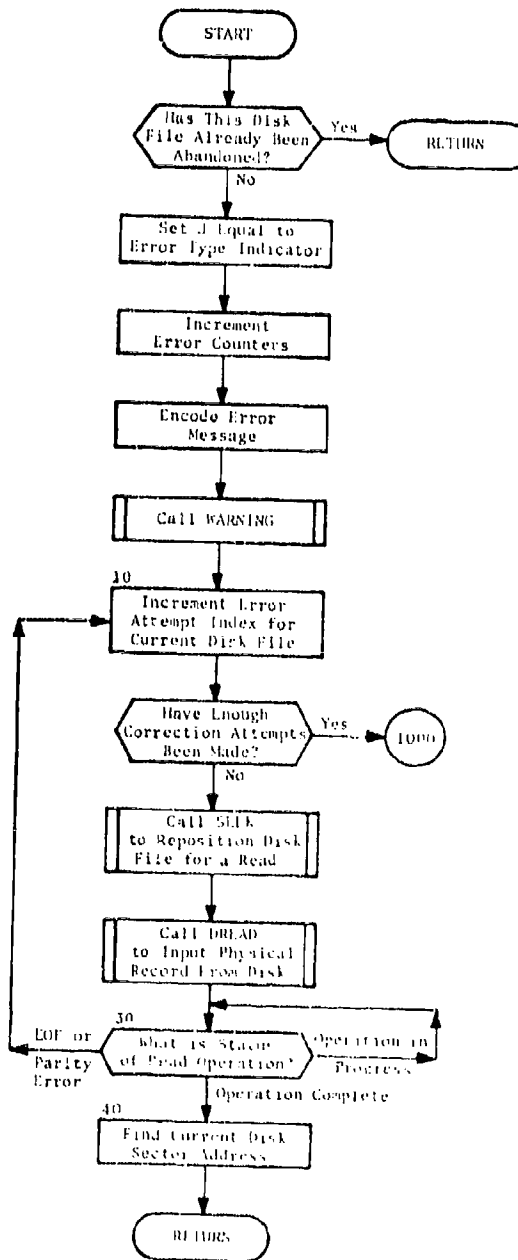 START
Has This Disk
File Already Been
Abandoned?
Yes
RETURN
No
Set J Equal to
Error Type Indicator
Increment
Error Counters
Encode Error
Message
Call WARNING
10
Increment Error
Attempt Index for
Current Disk File
Have Enough
Correction Attempts
Been Made?
Yes
1000
No
Call SEEK
to Reposition Disk
File for a Read
Call DREAD
to Input Physical
Record From Disk
30
EOF or
Parity
Error
What is Status
of Read Operation?
Operation in
Progress
Operation Complete
40
Find Current Disk
Sector Address
RETURN